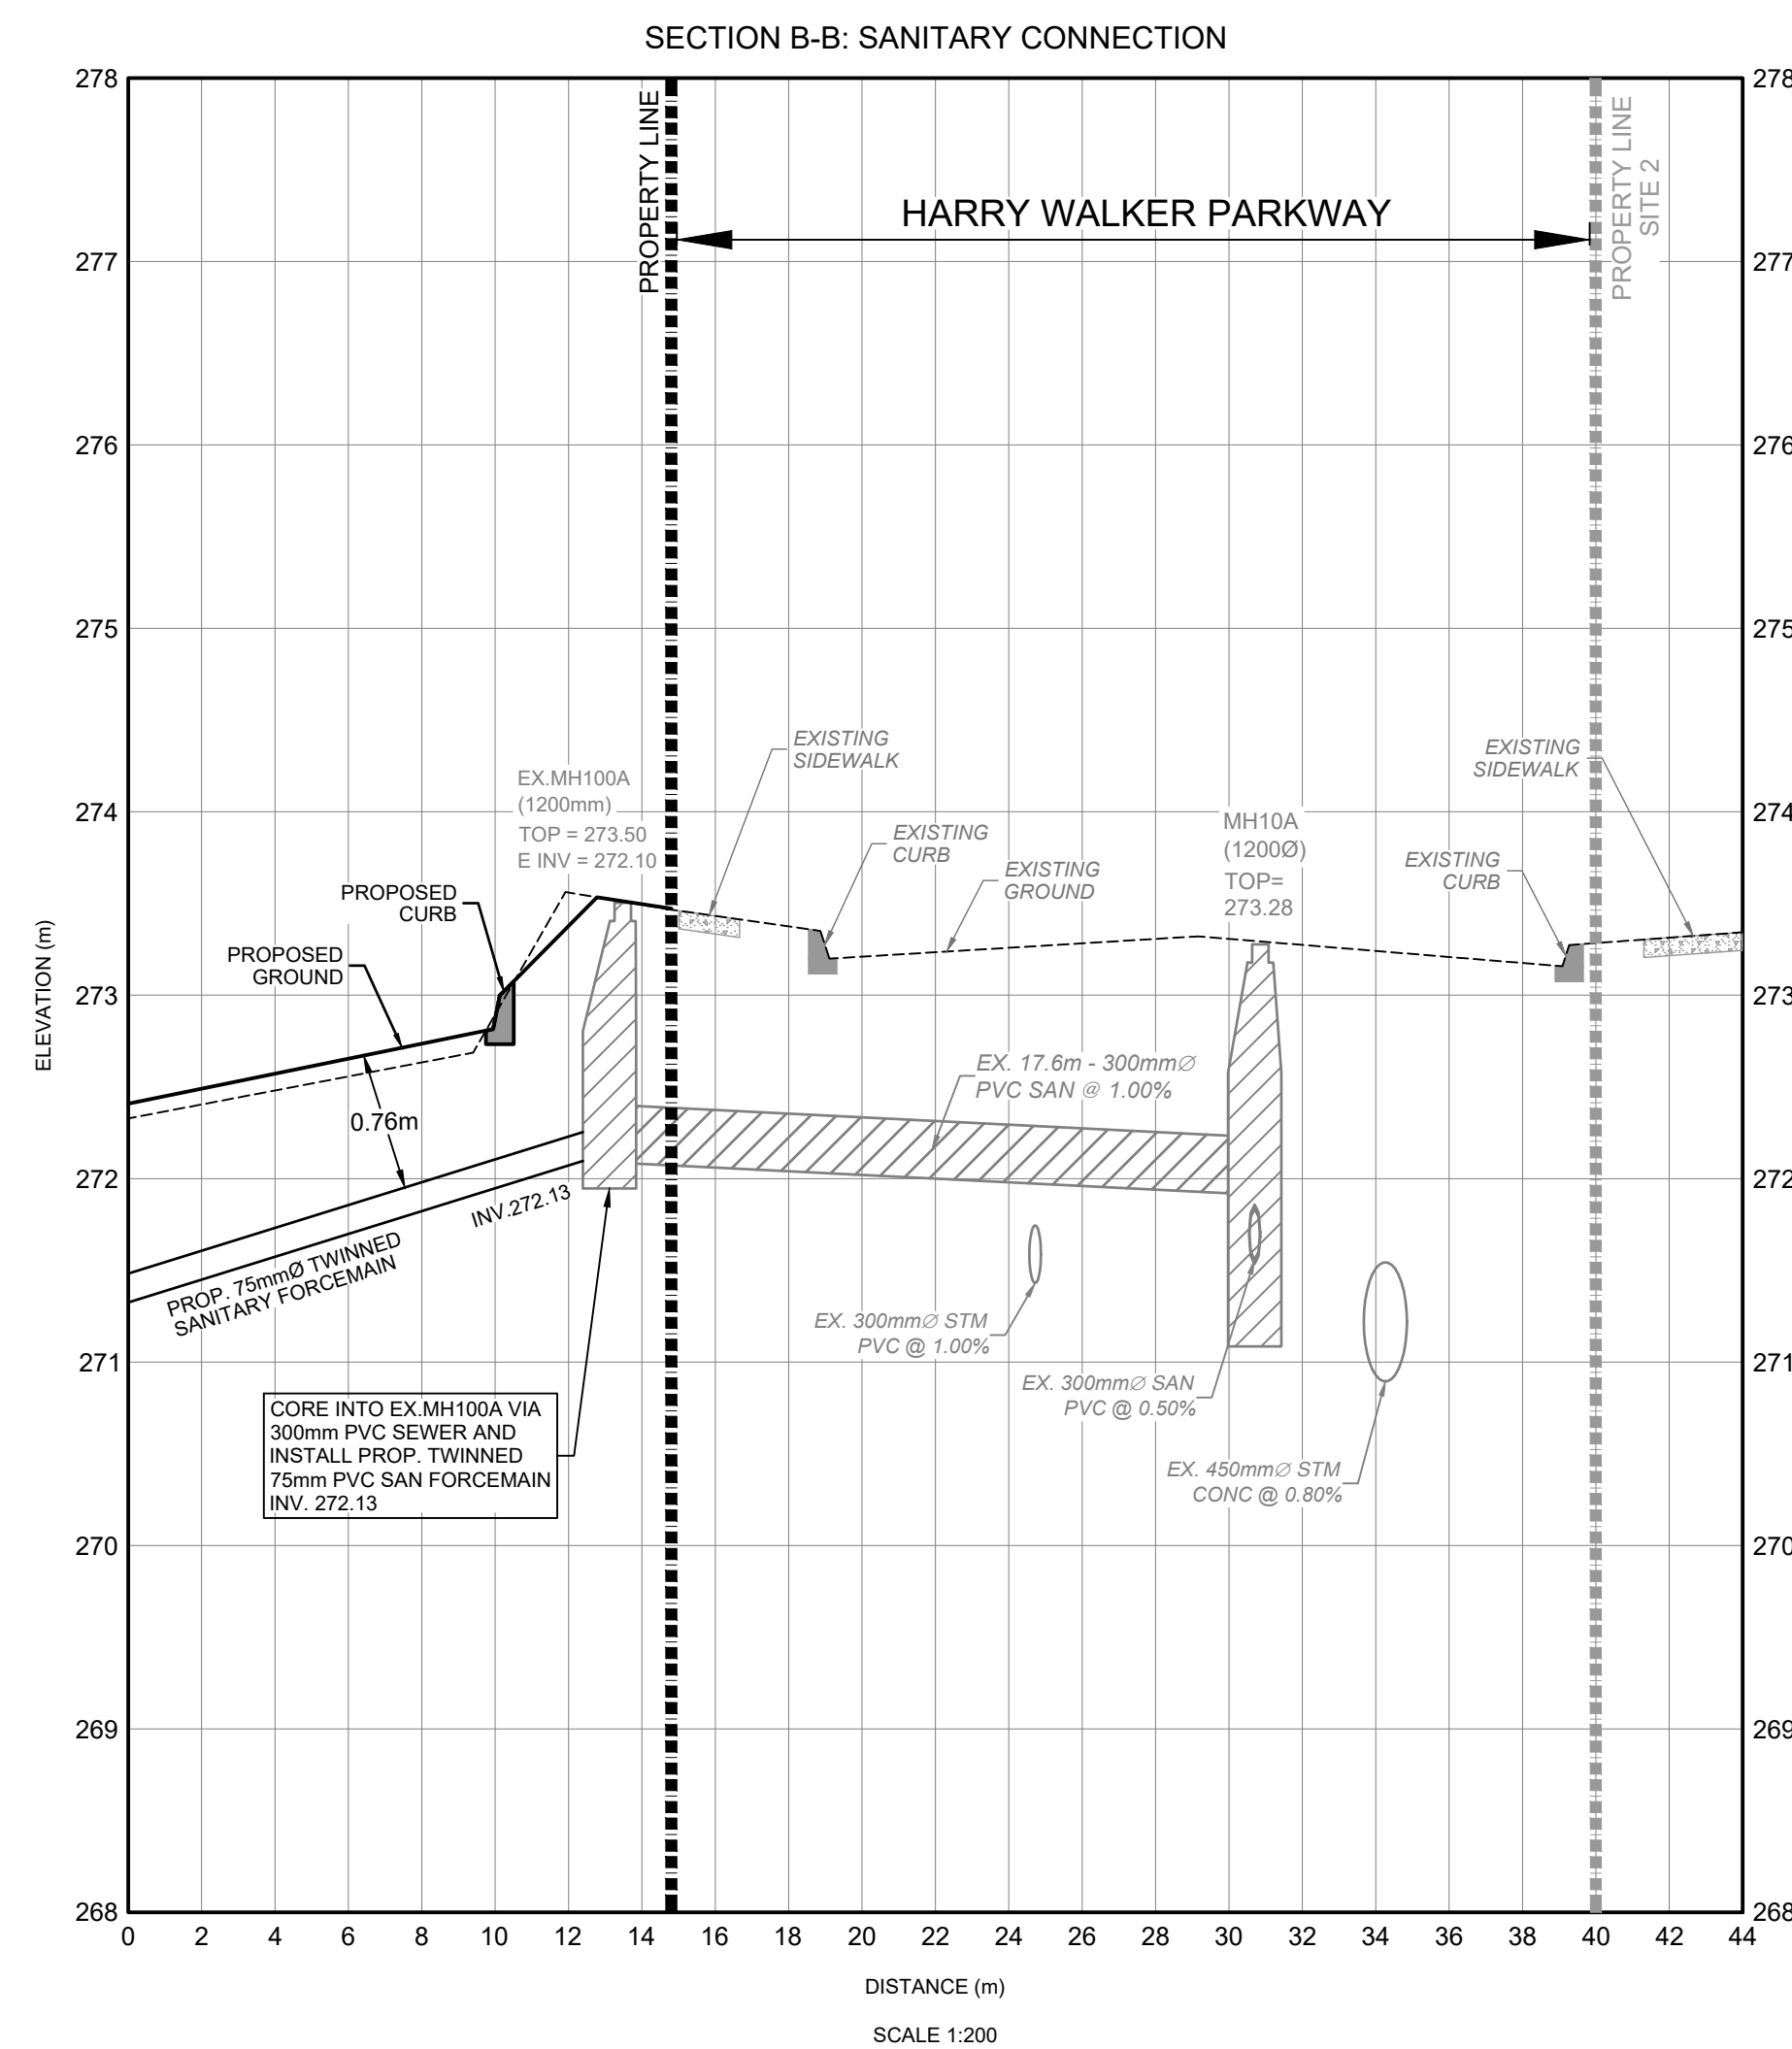 SECTION B-B: SANITARY CONNECTION
278
277
276
275
274
273
272
271
270
269
268
278
277
276
275
274
273
272
271
270
269
268
ELEVATION (m)
PROPERTY LINE
HARRY WALKER PARKWAY
PROPERTY LINE
SITE 2
EXISTING
SIDEWALK
EX.MH100A
(1200mm)
TOP = 273.50
E INV = 272.10
EXISTING
CURB
EXISTING
GROUND
MH10A
(1200Ø)
TOP=
273.28
EXISTING
SIDEWALK
EXISTING
CURB
PROPOSED
CURB
PROPOSED
GROUND
0.76m
EX. 17.6m - 300mm∅
PVC SAN @ 1.00%
INV.272.13
PROP. 75mmØ TWINNED
SANITARY FORCEMAIN
EX. 300mm∅ STM
PVC @ 1.00%
EX. 300mm∅ SAN
PVC @ 0.50%
EX. 450mm∅ STM
CONC @ 0.80%
CORE INTO EX.MH100A VIA
300mm PVC SEWER AND
INSTALL PROP. TWINNED
75mm PVC SAN FORCEMAIN
INV. 272.13
0 2 4 6 8 10 12 14 16 18 20 22 24 26 28 30 32 34 36 38 40 42 44
DISTANCE (m)
SCALE 1:200